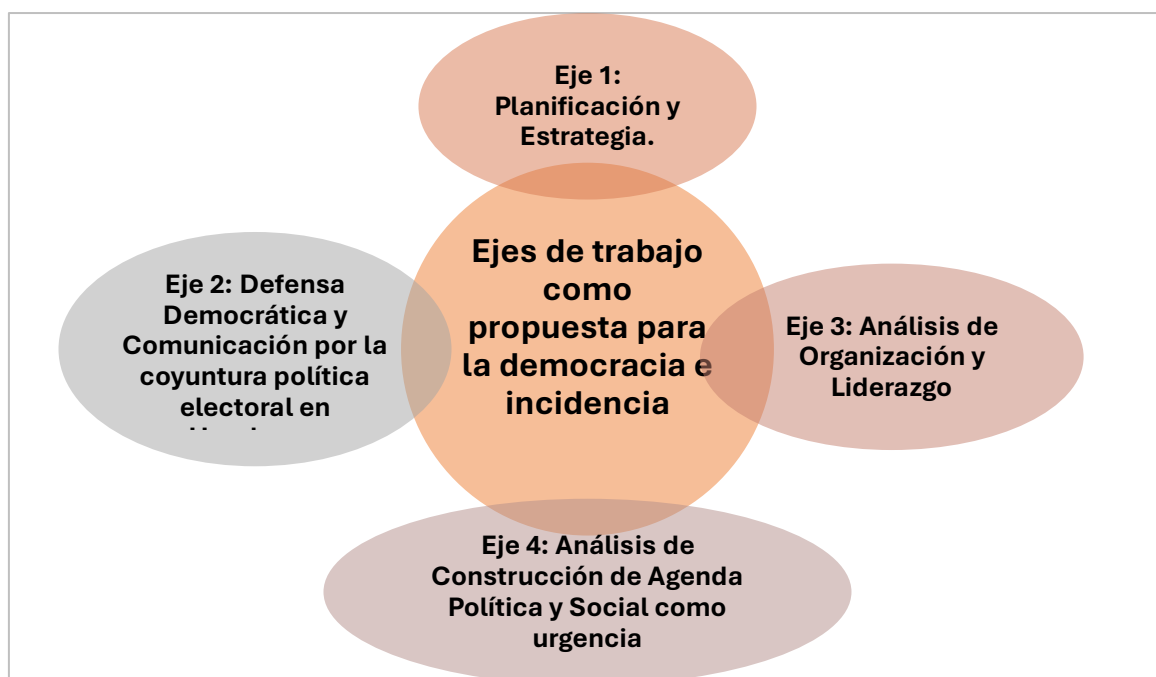 Eje 1:
Planificación y
Estrategia.
Ejes de trabajo
como
propuesta para
la democracia e
incidencia
Eje 2: Defensa
Democrática y
Comunicación por la
coyuntura política
electoral en
Eje 3: Análisis de
Organización y
Liderazgo
Eje 4: Análisis de
Construcción de Agenda
Política y Social como
urgencia